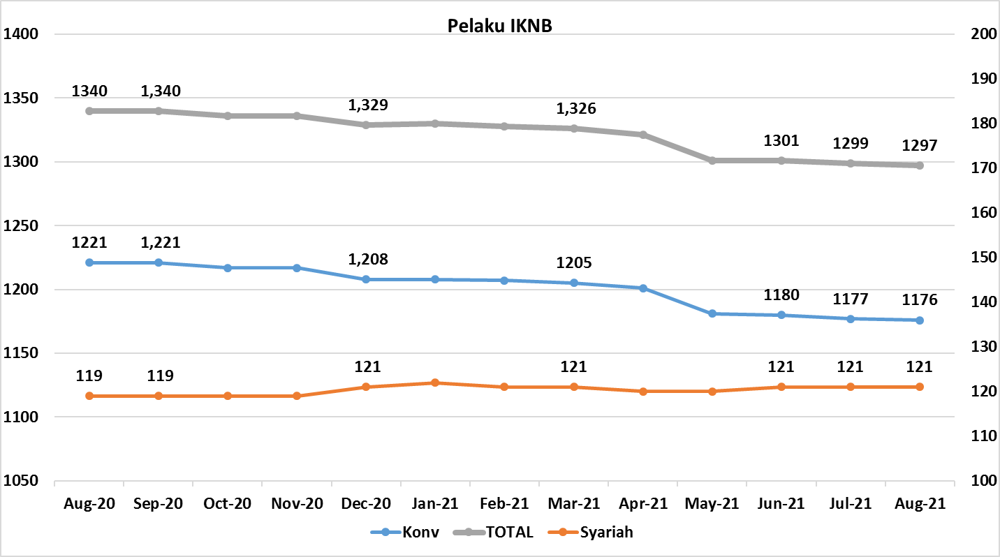 Pelaku IKNB
1400 200
190
1350 1340 1,340 1,329 1,326 180
1300 1301 1299 1297 170
160
1250 1221 1,221 1,208 1205 150
1200 1180 1177 1176 140
130
1150 119 119 121 121 121 121 121 120
1100 110
1050 100
Aug-20 Sep-20 Oct-20 Nov-20 Dec-20 Jan-21 Feb-21 Mar-21 Apr-21 May-21 Jun-21 Jul-21 Aug-21
Konv TOTAL Syariah